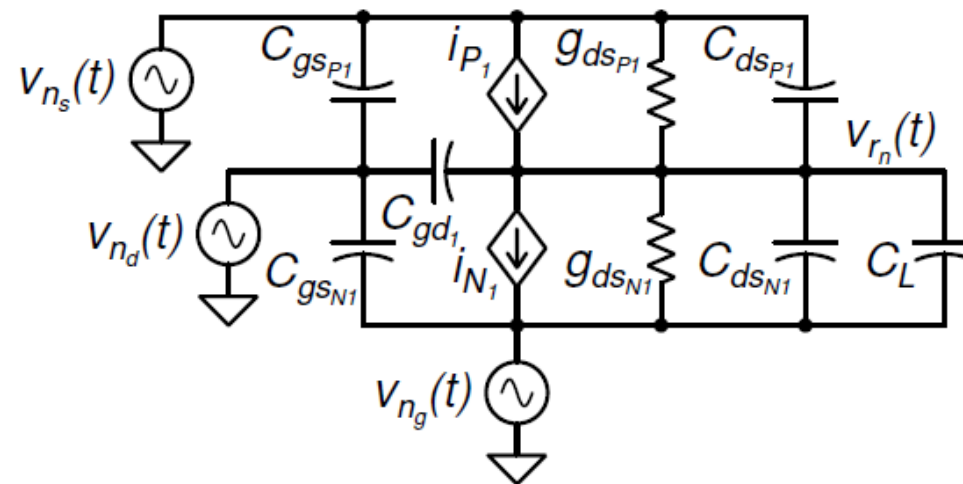 C_{gs_{P1}}
i_{P_1}
g_{ds_{P1}}
C_{ds_{P1}}
v_{n_s}(t)
v_{r_n}(t)
v_{n_d}(t)
C_{gd_1}
C_{gs_{N1}}
i_{N_1}
g_{ds_{N1}}
C_{ds_{N1}}
C_L
v_{n_g}(t)